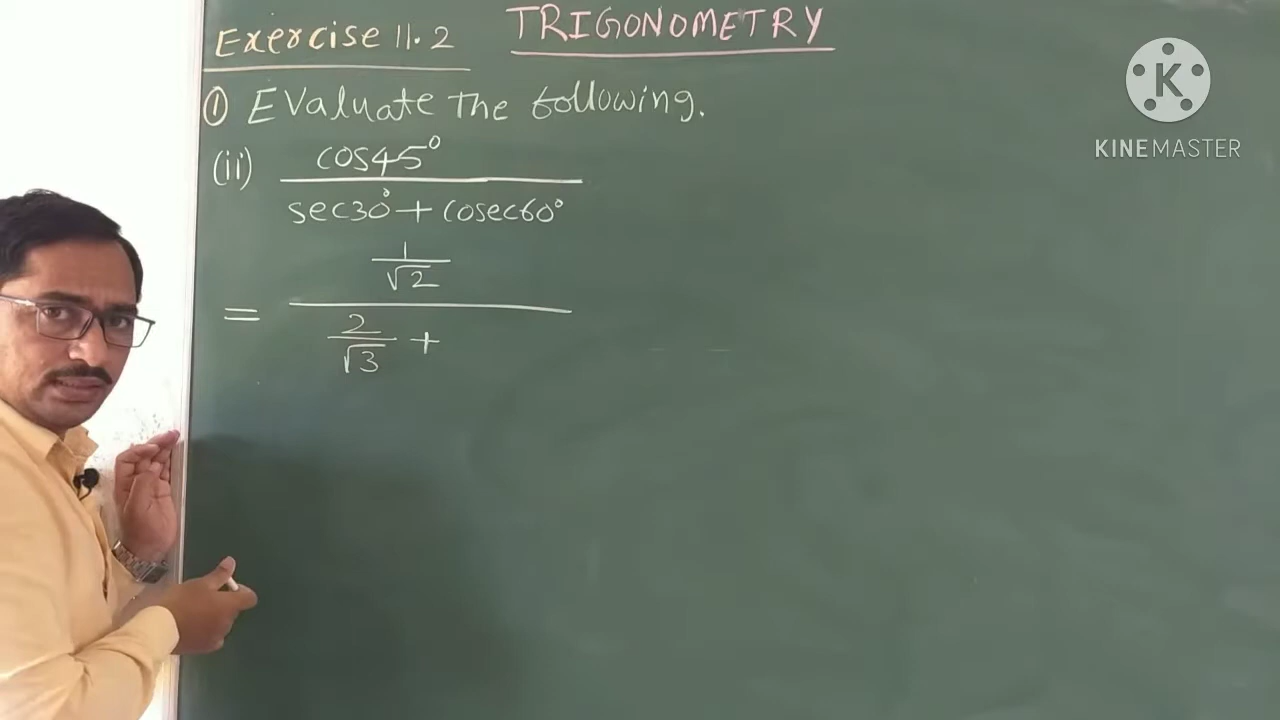 Exercise 11.2 TRIGONOMETRY
① Evaluate the following.
(ii) cos45°
sec30° + cosec60°
1
√2
=
2 +
√3
K
KINEMASTER